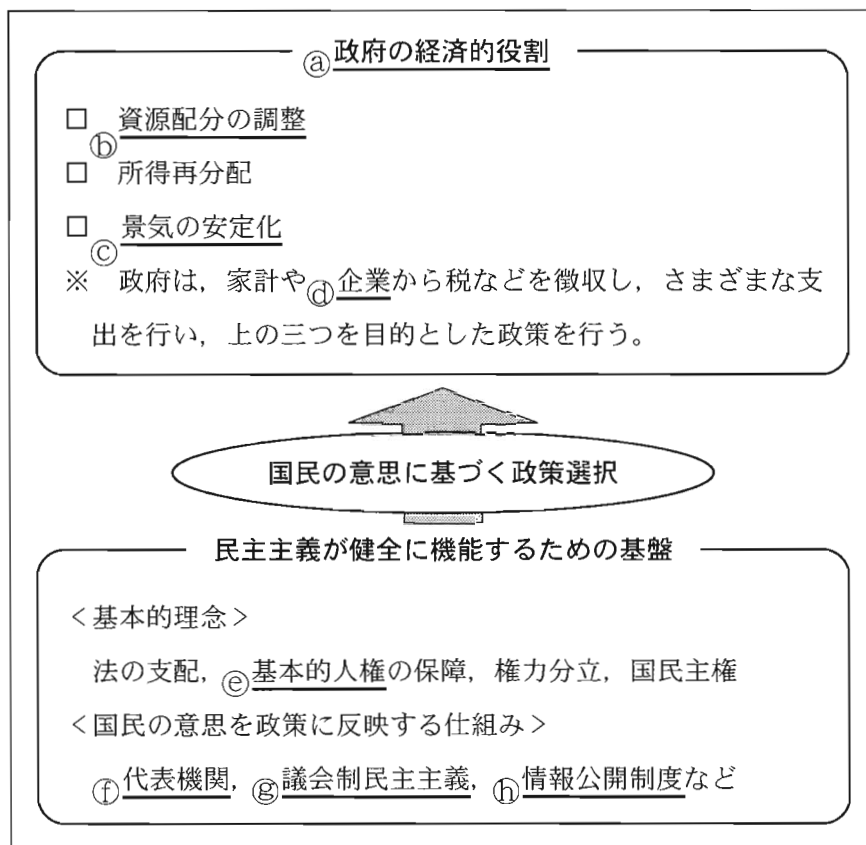 ⓐ政府の経済的役割
□ ⓑ資源配分の調整
□ 所得再分配
□ ⓒ景気の安定化
※ 政府は，家計やⓓ企業から税などを徴収し，さまざまな支
出を行い，上の三つを目的とした政策を行う。
国民の意思に基づく政策選択
民主主義が健全に機能するための基盤
＜基本的理念＞
法の支配，ⓔ基本的人権の保障，権力分立，国民主権
＜国民の意思を政策に反映する仕組み＞
ⓕ代表機関，ⓖ議会制民主主義，ⓗ情報公開制度など